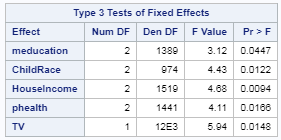 Type 3 Tests of Fixed Effects
Effect Num DF Den DF F Value Pr > F
meducation 2 1389 3.12 0.0447
ChildRace 2 974 4.43 0.0122
HouseIncome 2 1519 4.68 0.0094
phealth 2 1441 4.11 0.0166
TV 1 12E3 5.94 0.0148